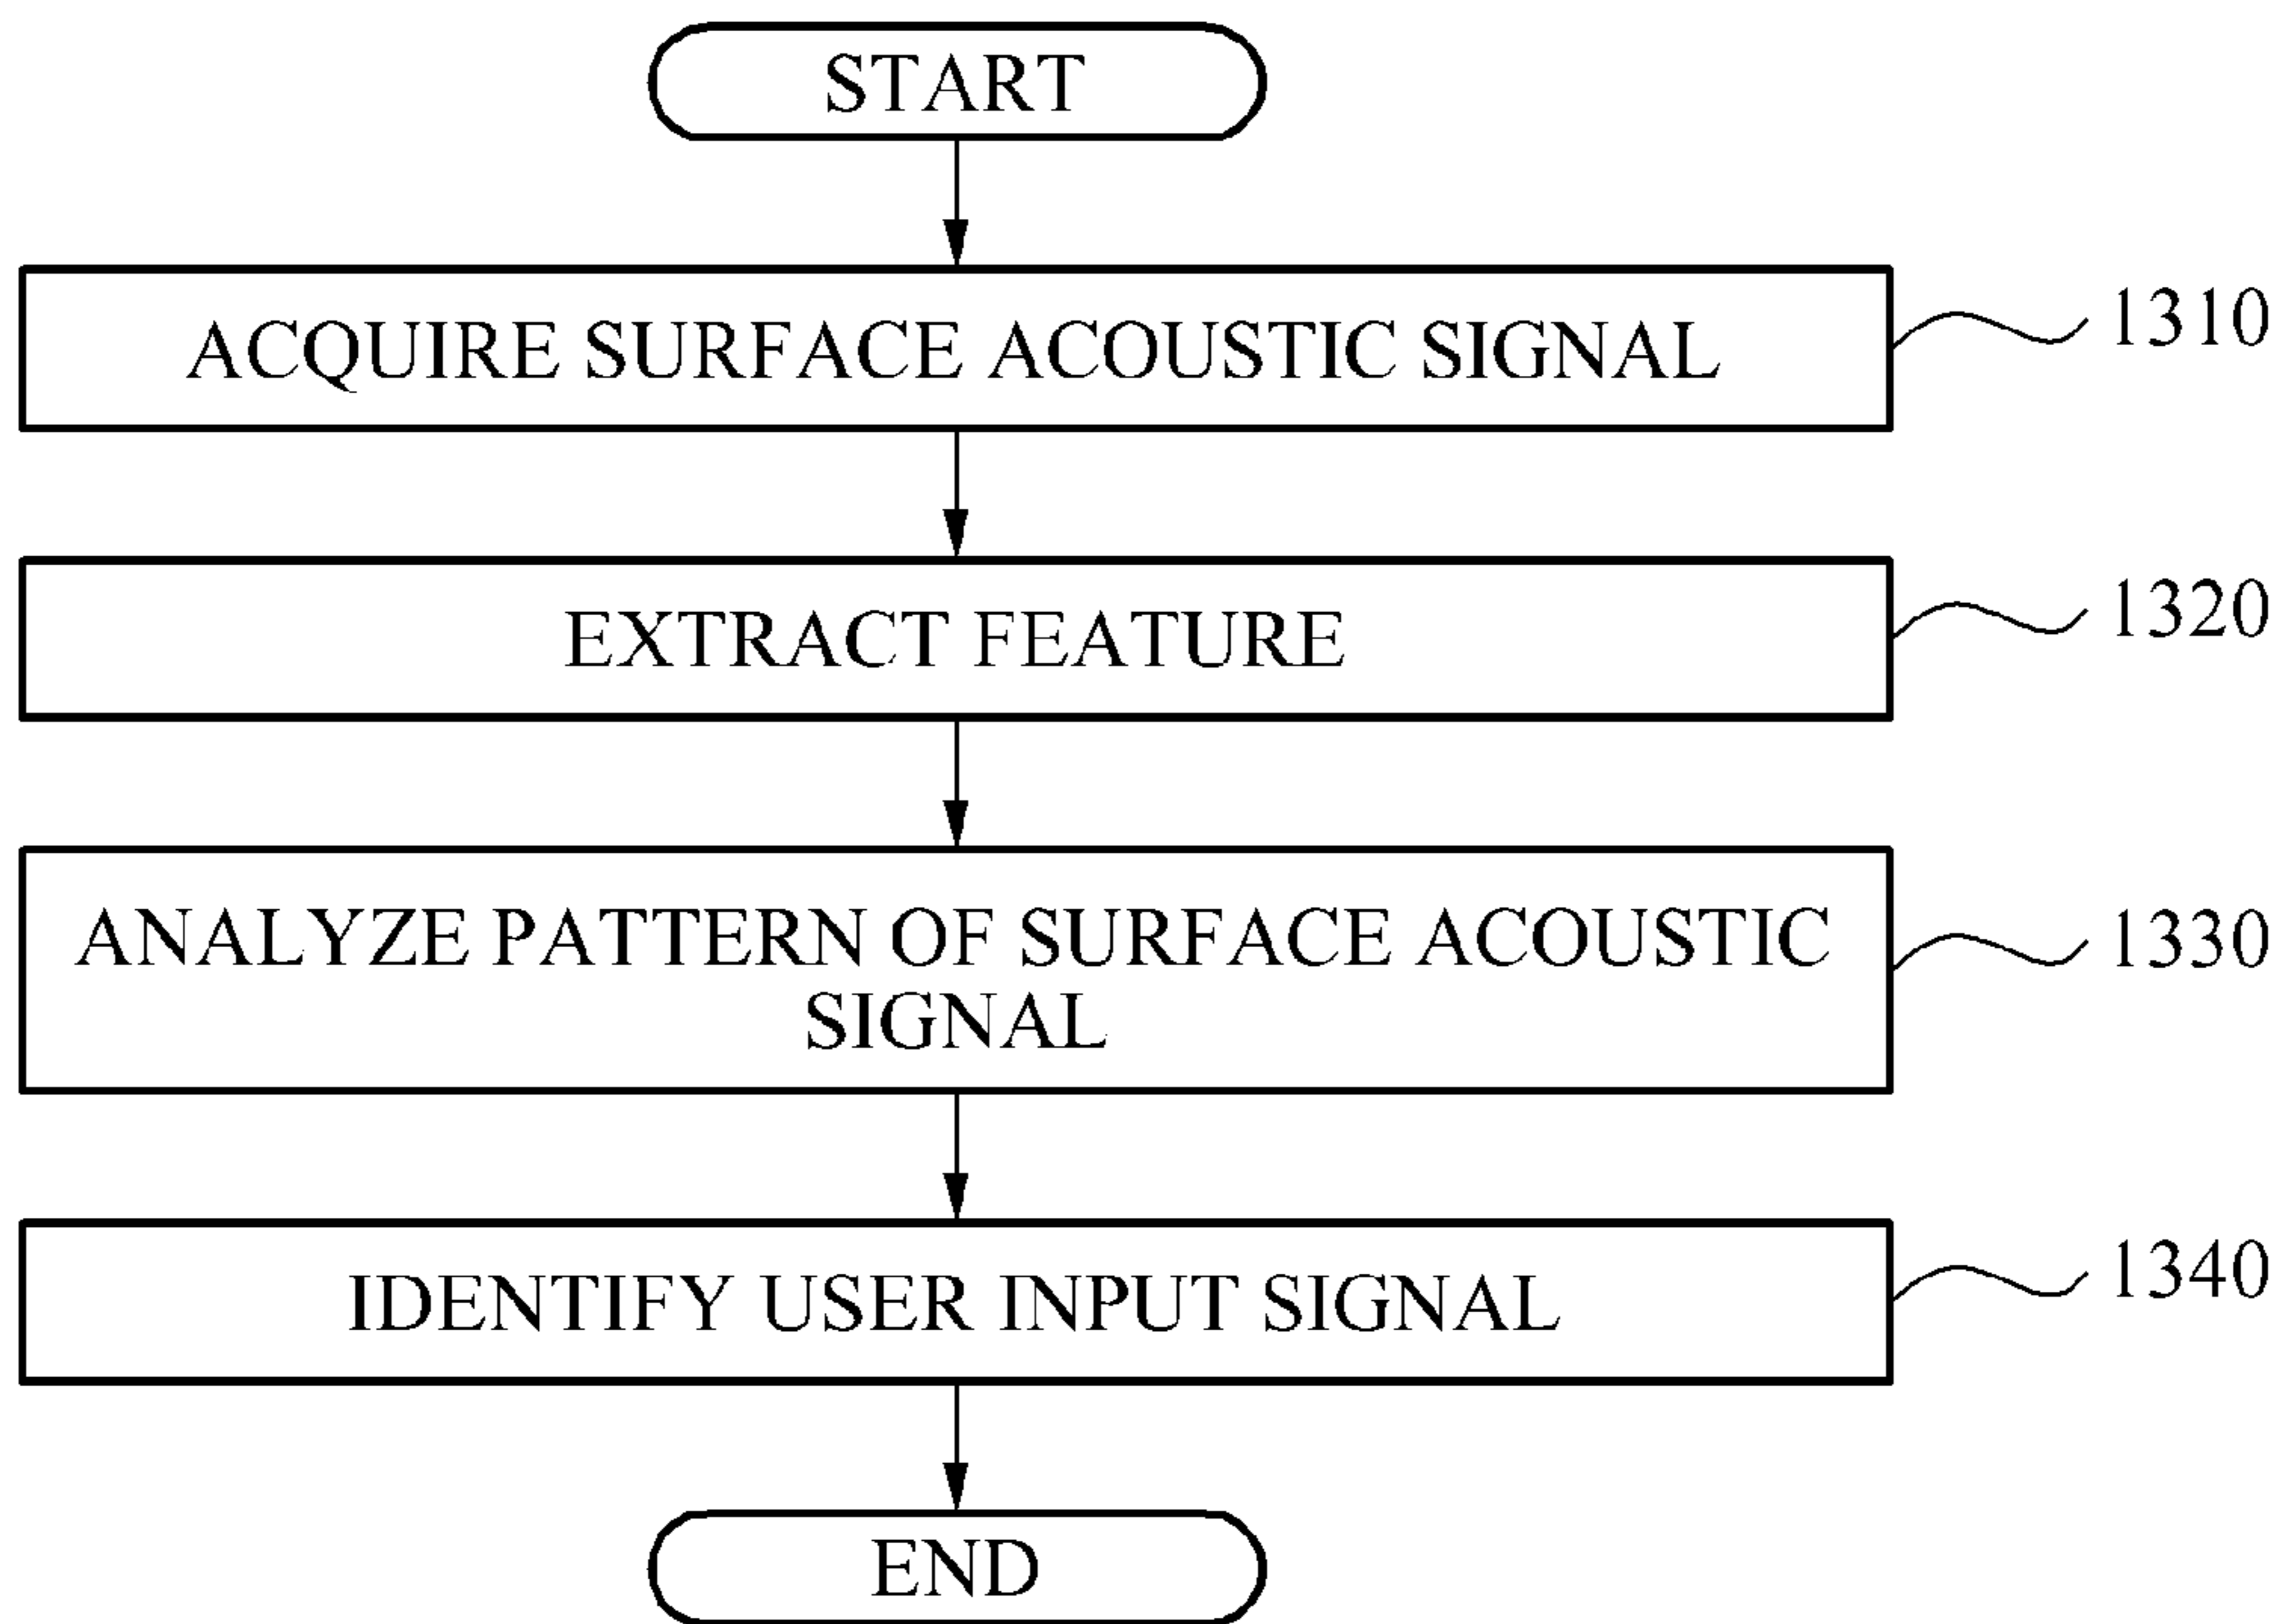 START
ACQUIRE SURFACE ACOUSTIC SIGNAL
1310
EXTRACT FEATURE
1320
ANALYZE PATTERN OF SURFACE ACOUSTIC
SIGNAL
1330
IDENTIFY USER INPUT SIGNAL
1340
END